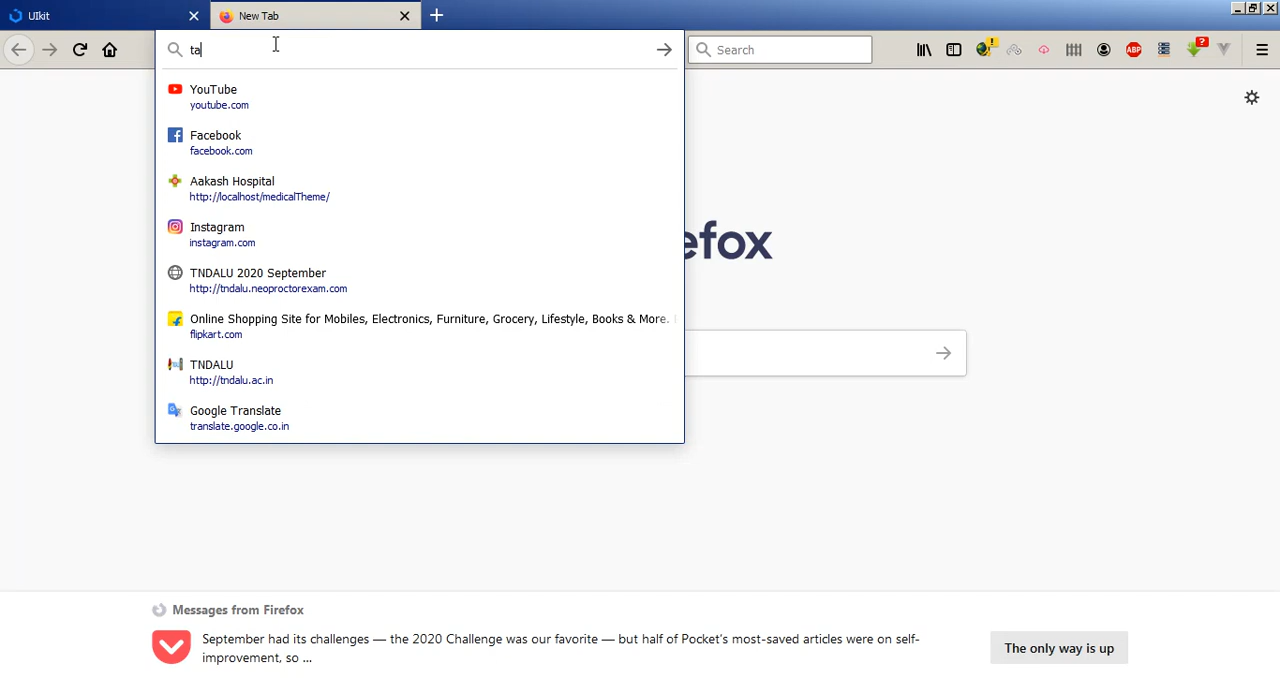 UIkit
New Tab
ta
Search
ABP
?
YouTube
youtube.com
Facebook
facebook.com
Aakash Hospital
http://localhost/medicalTheme/
Instagram
instagram.com
TNDALU 2020 September
http://tndalu.neoproctorexam.com
Online Shopping Site for Mobiles, Electronics, Furniture, Grocery, Lifestyle, Books & More.
flipkart.com
TNDALU
http://tndalu.ac.in
Google Translate
translate.google.co.in
efox
Messages from Firefox
September had its challenges — the 2020 Challenge was our favorite — but half of Pocket's most-saved articles were on self-
improvement, so ...
The only way is up